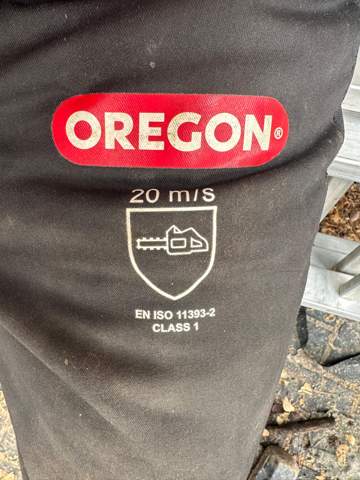 OREGON®
20 m/s
EN ISO 11393-2
CLASS 1